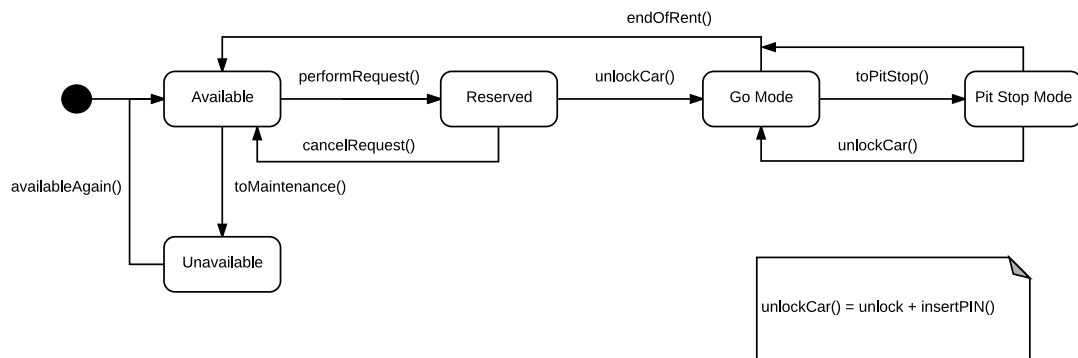 endOfRent()
performRequest()
unlockCar()
toPitStop()
Available
Reserved
Go Mode
Pit Stop Mode
cancelRequest()
unlockCar()
availableAgain()
toMaintenance()
Unavailable
unlockCar() = unlock + insertPIN()